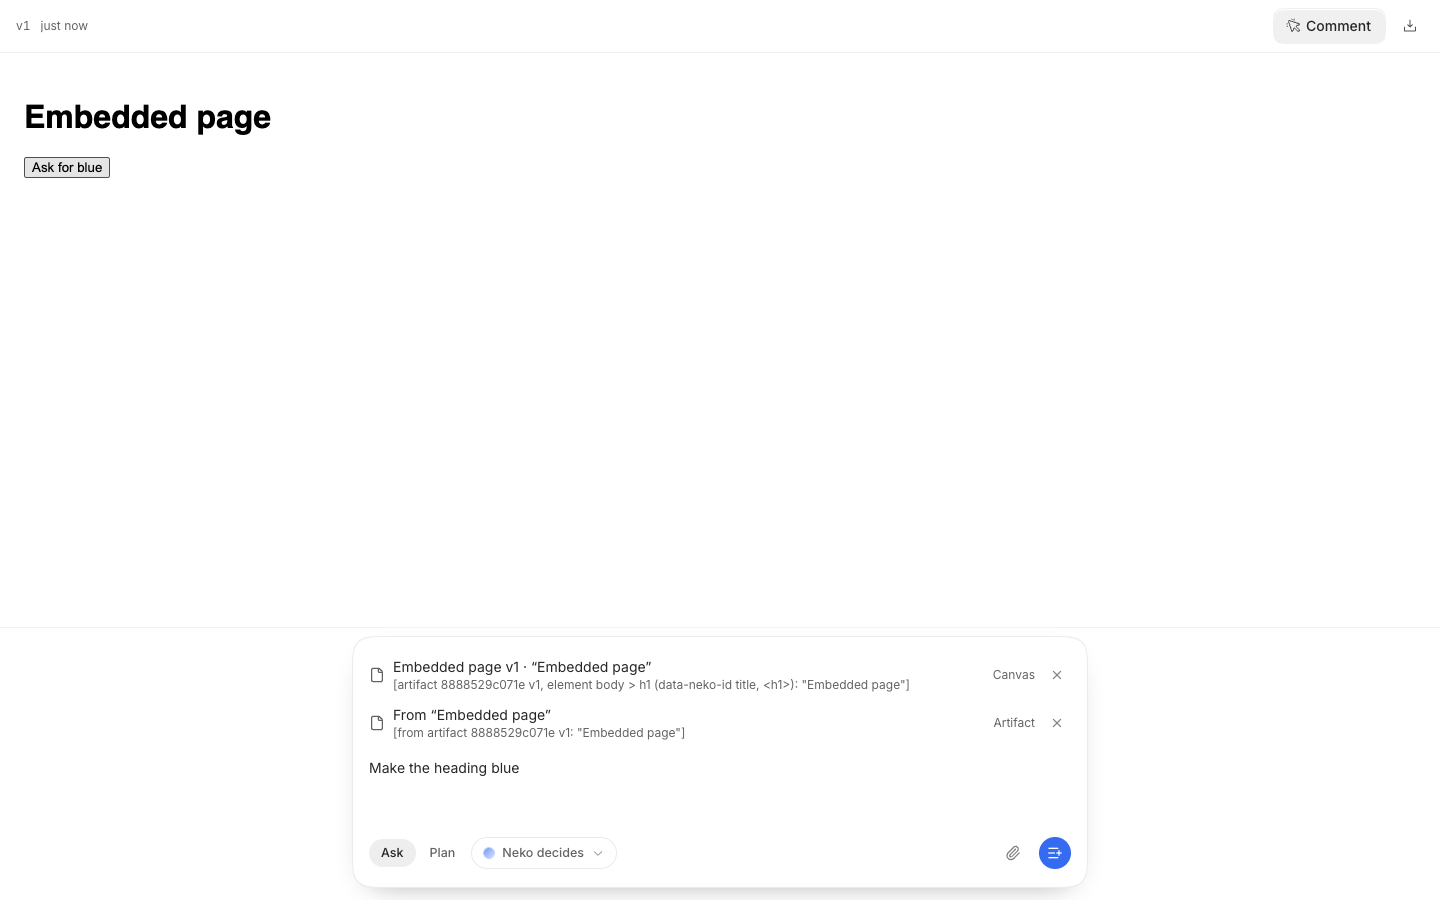 v1 just now
Comment
Embedded page
Ask for blue
Embedded page v1 · “Embedded page”
[artifact 8888529c071e v1, element body > h1 (data-neko-id title, <h1>): "Embedded page"]
Canvas
From “Embedded page”
[from artifact 8888529c071e v1: "Embedded page"]
Artifact
Make the heading blue
Ask Plan Neko decides